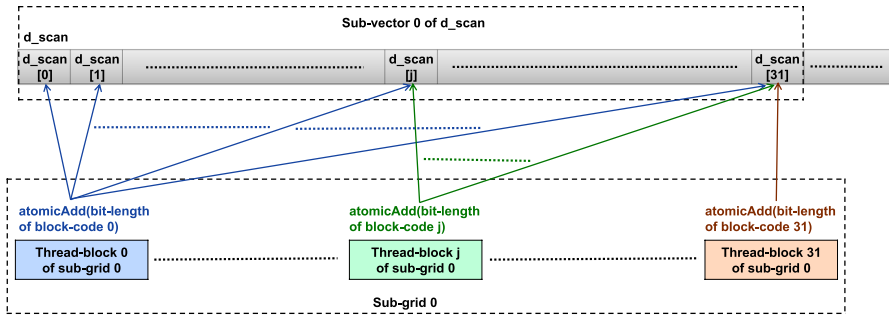 Sub-vector 0 of d_scan
d_scan
d_scan
[0]
d_scan
[1]
d_scan
[j]
d_scan
[31]
atomicAdd(bit-length
of block-code 0)
atomicAdd(bit-length
of block-code j)
atomicAdd(bit-length
of block-code 31)
Thread-block 0
of sub-grid 0
Thread-block j
of sub-grid 0
Thread-block 31
of sub-grid 0
Sub-grid 0